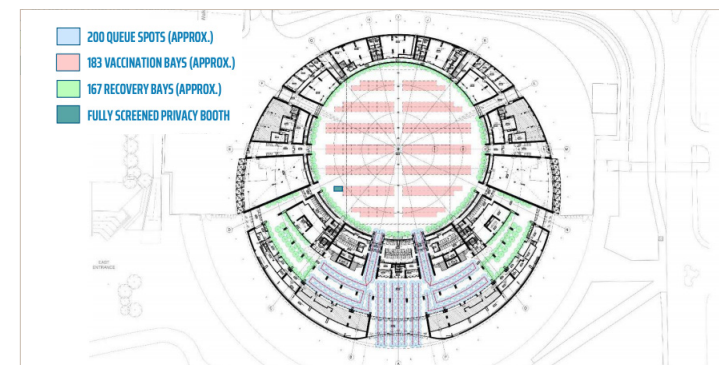 200 QUEUE SPOTS (APPROX.)
183 VACCINATION BAYS (APPROX.)
167 RECOVERY BAYS (APPROX.)
FULLY SCREENED PRIVACY BOOTH
EAST
ENTRANCE